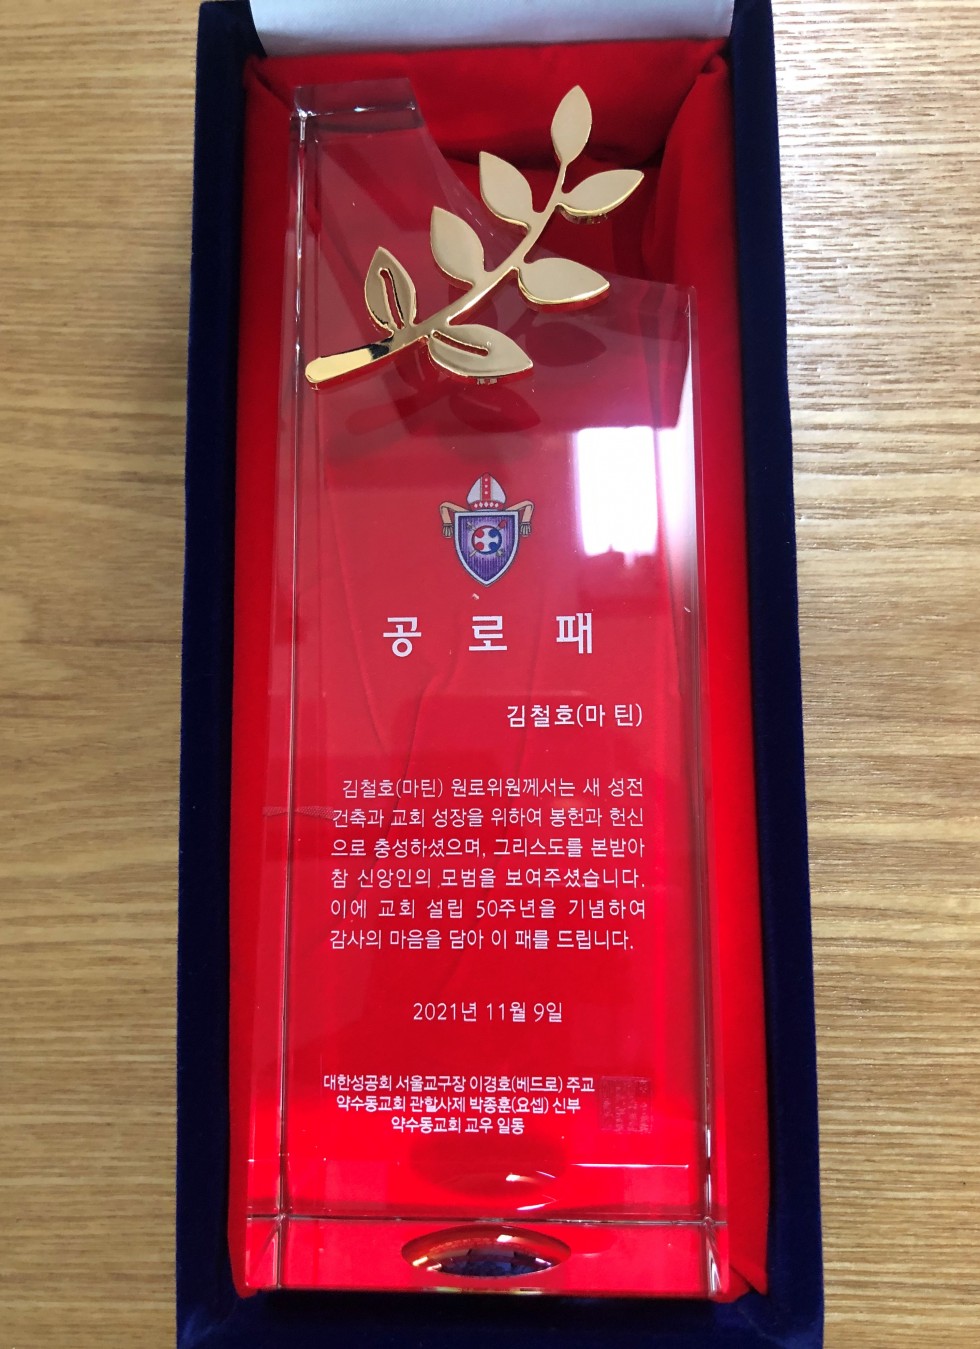 공 로 패
김철호(마 틴)
김철호(마틴) 원로위원께서는 새 성전
건축과 교회 성장을 위하여 봉헌과 헌신
으로 충성하셨으며, 그리스도를 본받아
참 신앙인의 모범을 보여주셨습니다.
이에 교회 설립 50주년을 기념하여
감사의 마음을 담아 이 패를 드립니다.
2021년 11월 9일
대한성공회 서울교구장 이경호(베드로) 주교
약수동교회 관할사제 박종훈(요셉) 신부
약수동교회 교우 일동